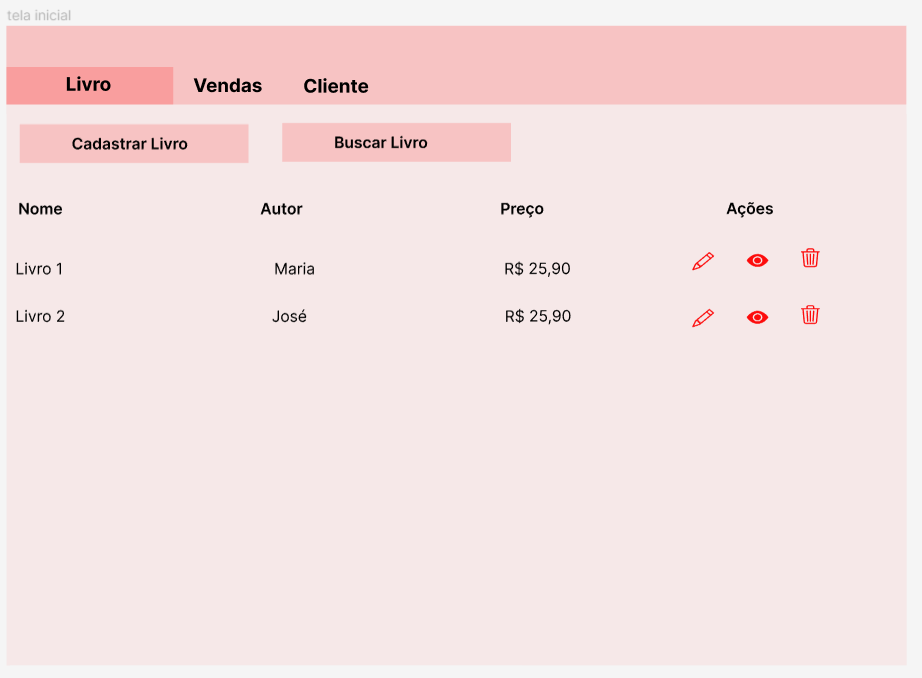 tela inicial
Livro Vendas Cliente
Cadastrar Livro Buscar Livro
Nome Autor Preço Ações
Livro 1 Maria R$ 25,90
Livro 2 José R$ 25,90